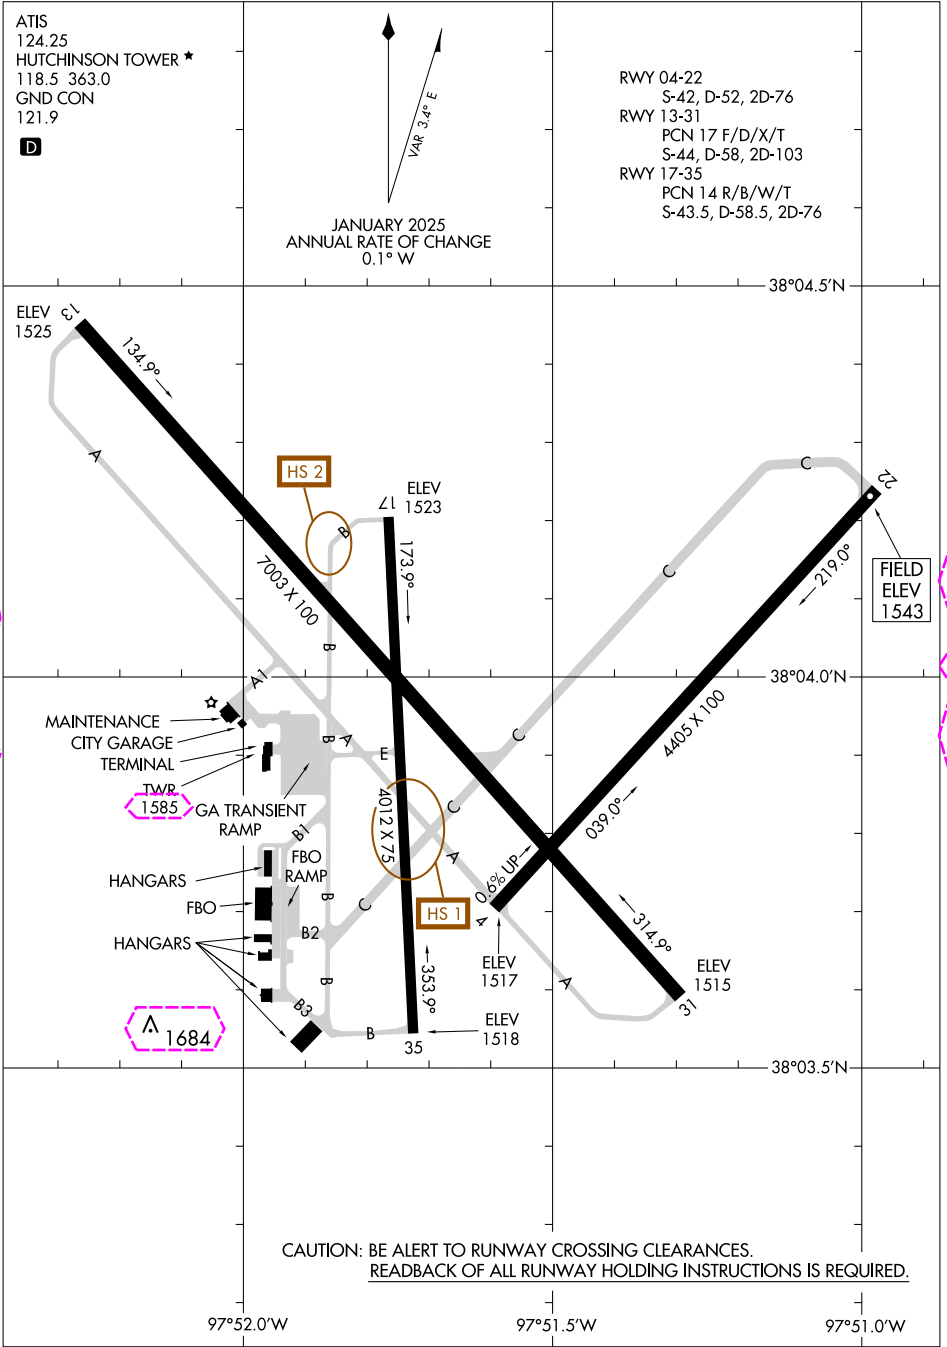 ATIS
124.25
HUTCHINSON TOWER ★
118.5 363.0
GND CON
121.9
D
VAR 3.4° E
JANUARY 2025
ANNUAL RATE OF CHANGE
0.1° W
RWY 04-22
S-42, D-52, 2D-76
RWY 13-31
PCN 17 F/D/X/T
S-44, D-58, 2D-103
RWY 17-35
PCN 14 R/B/W/T
S-43.5, D-58.5, 2D-76
38°04.5'N
ELEV
1525
13
134.9°
A
HS 2
B
17
ELEV
1523
173.9°
C
22
C
219.0°
FIELD
ELEV
1543
7003 X 100
B
38°04.0'N
A1
MAINTENANCE
CITY GARAGE
TERMINAL
TWR
1585
GA TRANSIENT
RAMP
B
A
E
C
4405 X 100
039.0°
4012 X 75
C
B1
A
0.6% UP
HANGARS
FBO
RAMP
FBO
B
C
HS 1
4
HANGARS
B2
314.9°
ELEV
1517
ELEV
1515
353.9°
B
A
31
B3
1684
B
35
ELEV
1518
38°03.5'N
CAUTION: BE ALERT TO RUNWAY CROSSING CLEARANCES.
READBACK OF ALL RUNWAY HOLDING INSTRUCTIONS IS REQUIRED.
97°52.0'W
97°51.5'W
97°51.0'W